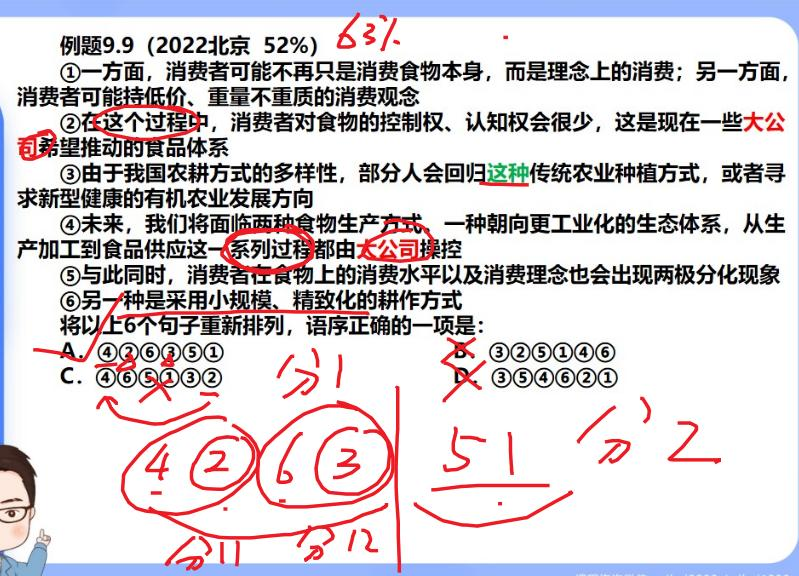 例题9.9（2022北京 52%） 63%
①一方面，消费者可能不再只是消费食物本身，而是理念上的消费；另一方面，
消费者可能持低价、重量不重质的消费观念
②在这个过程中，消费者对食物的控制权、认知权会很少，这是现在一些大公
司希望推动的食品体系
③由于我国农耕方式的多样性，部分人会回归这种传统农业种植方式，或者寻
求新型健康的有机农业发展方向
④未来，我们将面临两种食物生产方式、一种朝向更工业化的生态体系，从生
产加工到食品供应这一系列过程都由大公司操控
⑤与此同时，消费者在食物上的消费水平以及消费理念也会出现两极分化现象
⑥另一种是采用小规模、精致化的耕作方式
将以上6个句子重新排列，语序正确的一项是：
A．④②⑥③⑤① B．③②⑤①④⑥
C．④⑥⑤①③② D．③⑤④⑥②①
分1
4 2 6 3 5 1 分2
分11 分12